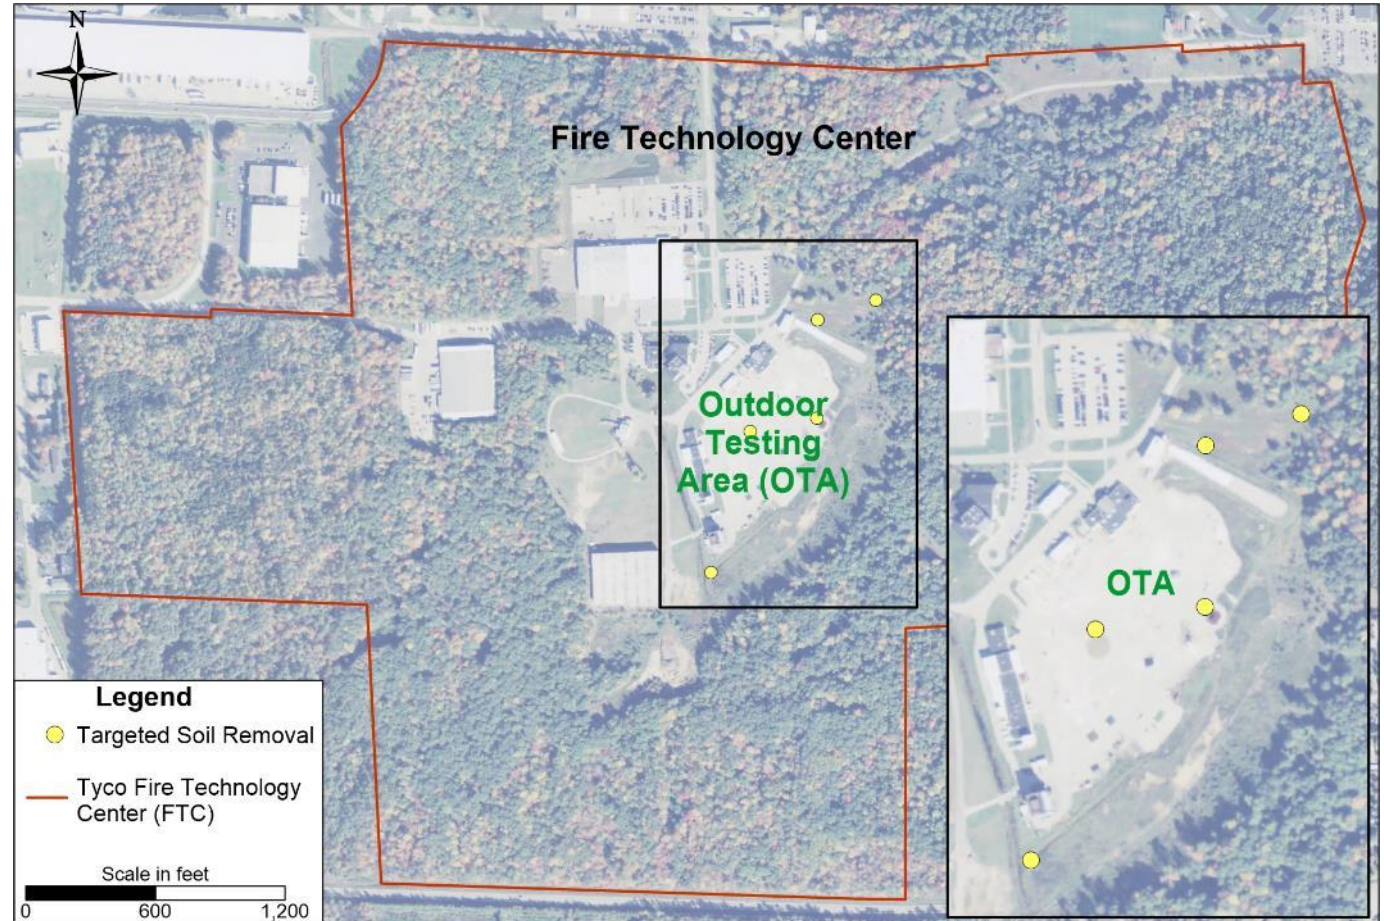 N
Fire Technology Center
Outdoor
Testing
Area (OTA)
OTA
Legend
Targeted Soil Removal
Tyco Fire Technology
Center (FTC)
Scale in feet
0 600 1,200